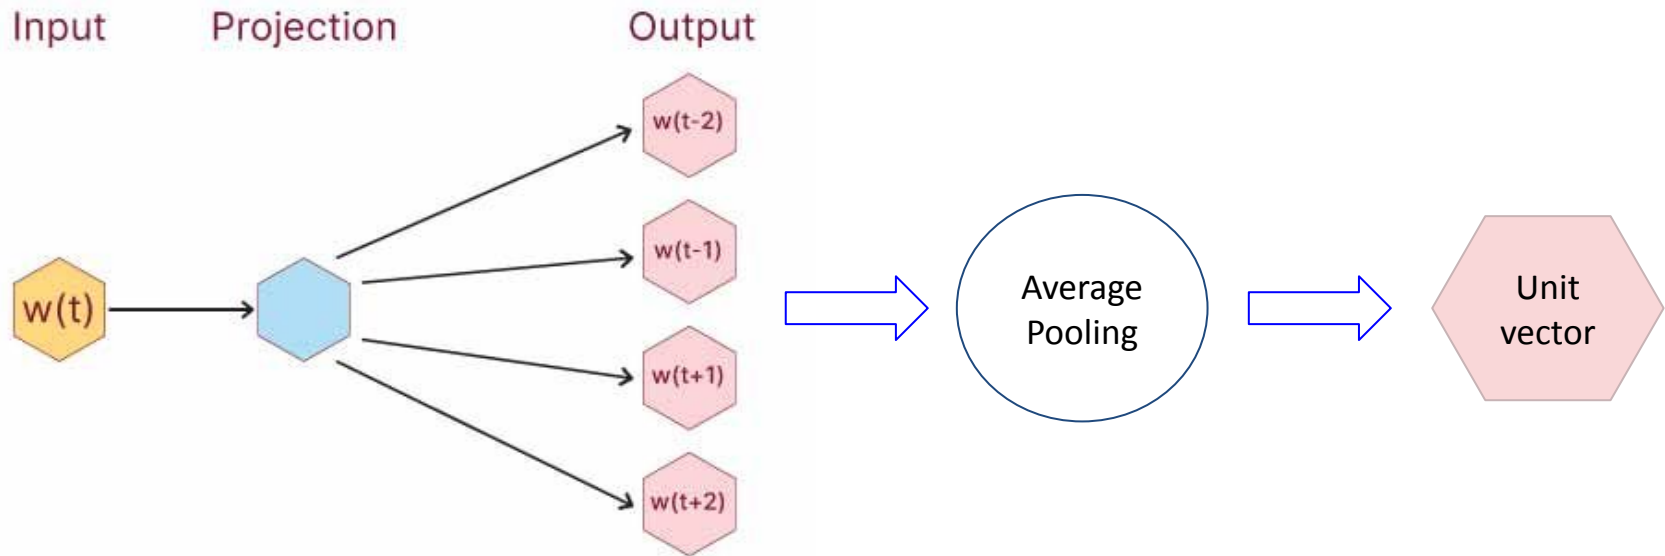 Input Projection Output
w(t-2)
w(t-1)
w(t)
w(t+1)
w(t+2)
Average
Pooling
Unit
vector